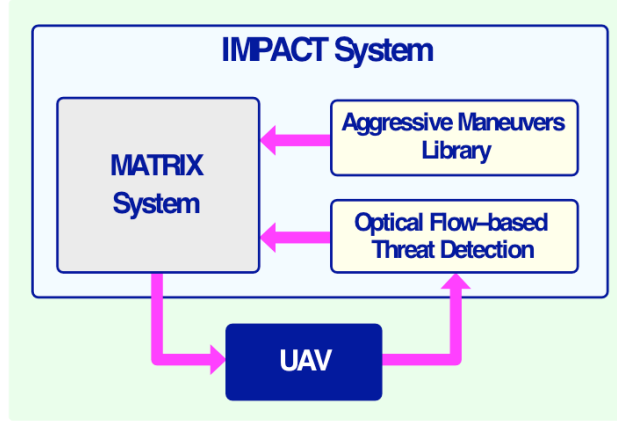 IMPACT System
MATRIX
System
Aggressive Maneuvers
Library
Optical Flow–based
Threat Detection
UAV